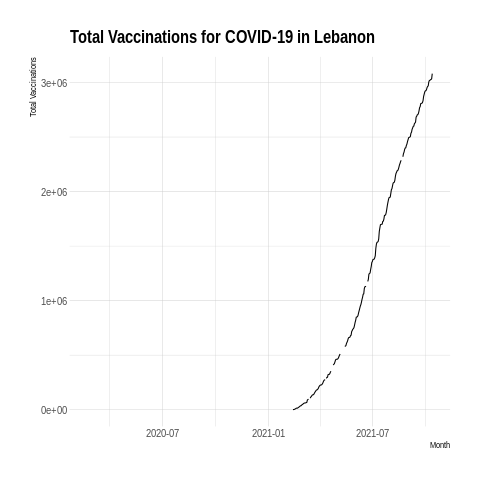 Total Vaccinations for COVID-19 in Lebanon
Total Vaccinations
3e+06
2e+06
1e+06
0e+00
2020-07
2021-01
2021-07
Month